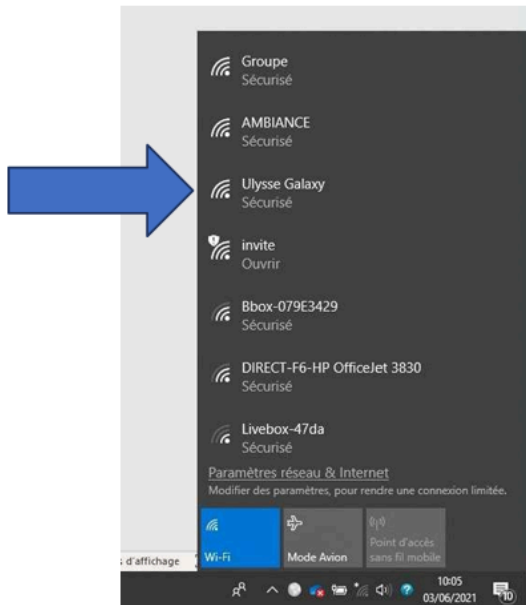 Groupe
Sécurisé
AMBIANCE
Sécurisé
Ulysse Galaxy
Sécurisé
invite
Ouvrir
Bbox-079E3429
Sécurisé
DIRECT-F6-HP OfficeJet 3830
Sécurisé
Livebox-47da
Sécurisé
Paramètres réseau & Internet
Modifier des paramètres, pour rendre une connexion limitée.
Wi-Fi
Mode Avion
Point d'accès
sans fil mobile
d'affichage
10:05
03/06/2021
10